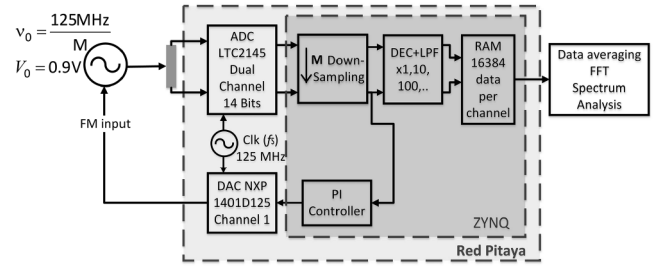 ν₀ = 125MHz
M
V₀ = 0.9V
FM input
ADC
LTC2145
Dual
Channel
14 Bits
Clk (fs)
125 MHz
DAC NXP
1401D125
Channel 1
M Down-
Sampling
DEC+LPF
x1,10,
100,..
RAM
16384
data
per
channel
PI
Controller
ZYNQ
Red Pitaya
Data averaging
FFT
Spectrum
Analysis